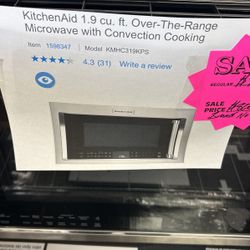 KitchenAid 1.9 cu. ft. Over-The-Range
Microwave with Convection Cooking
Item 1598347 | Model KMHC319KPS
4.3 (31) Write a review
SA
REGULAR
SALE
PRICE